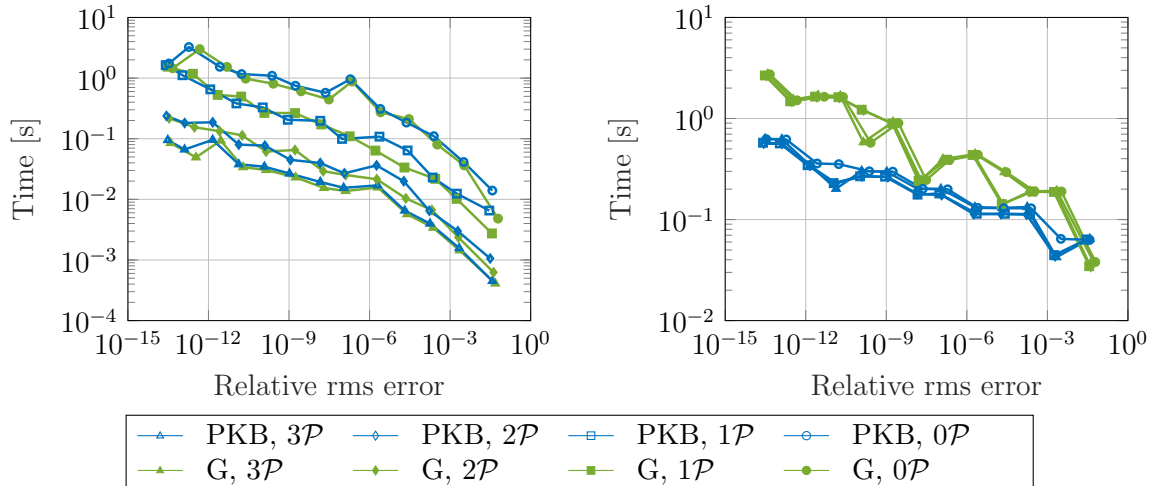 10^1
10^0
10^{-1}
10^{-2}
10^{-3}
10^{-4}
Time [s]
10^{-15} 10^{-12} 10^{-9} 10^{-6} 10^{-3} 10^0
Relative rms error
10^1
10^0
10^{-1}
10^{-2}
Time [s]
10^{-15} 10^{-12} 10^{-9} 10^{-6} 10^{-3} 10^0
Relative rms error
PKB, 3𝒫 PKB, 2𝒫 PKB, 1𝒫 PKB, 0𝒫
G, 3𝒫 G, 2𝒫 G, 1𝒫 G, 0𝒫